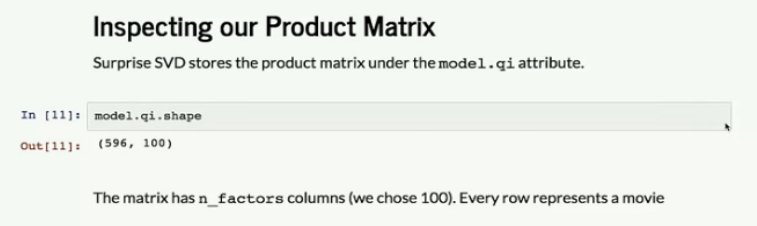 Inspecting our Product Matrix
Surprise SVD stores the product matrix under the model.qi attribute.
In [11]: model.qi.shape
Out[11]: (596, 100)
The matrix has n_factors columns (we chose 100). Every row represents a movie